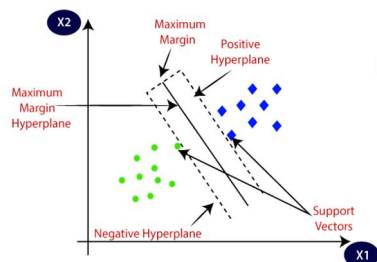 X2
Maximum
Margin
Positive
Hyperplane
Maximum
Margin
Hyperplane
Support
Vectors
Negative Hyperplane
X1